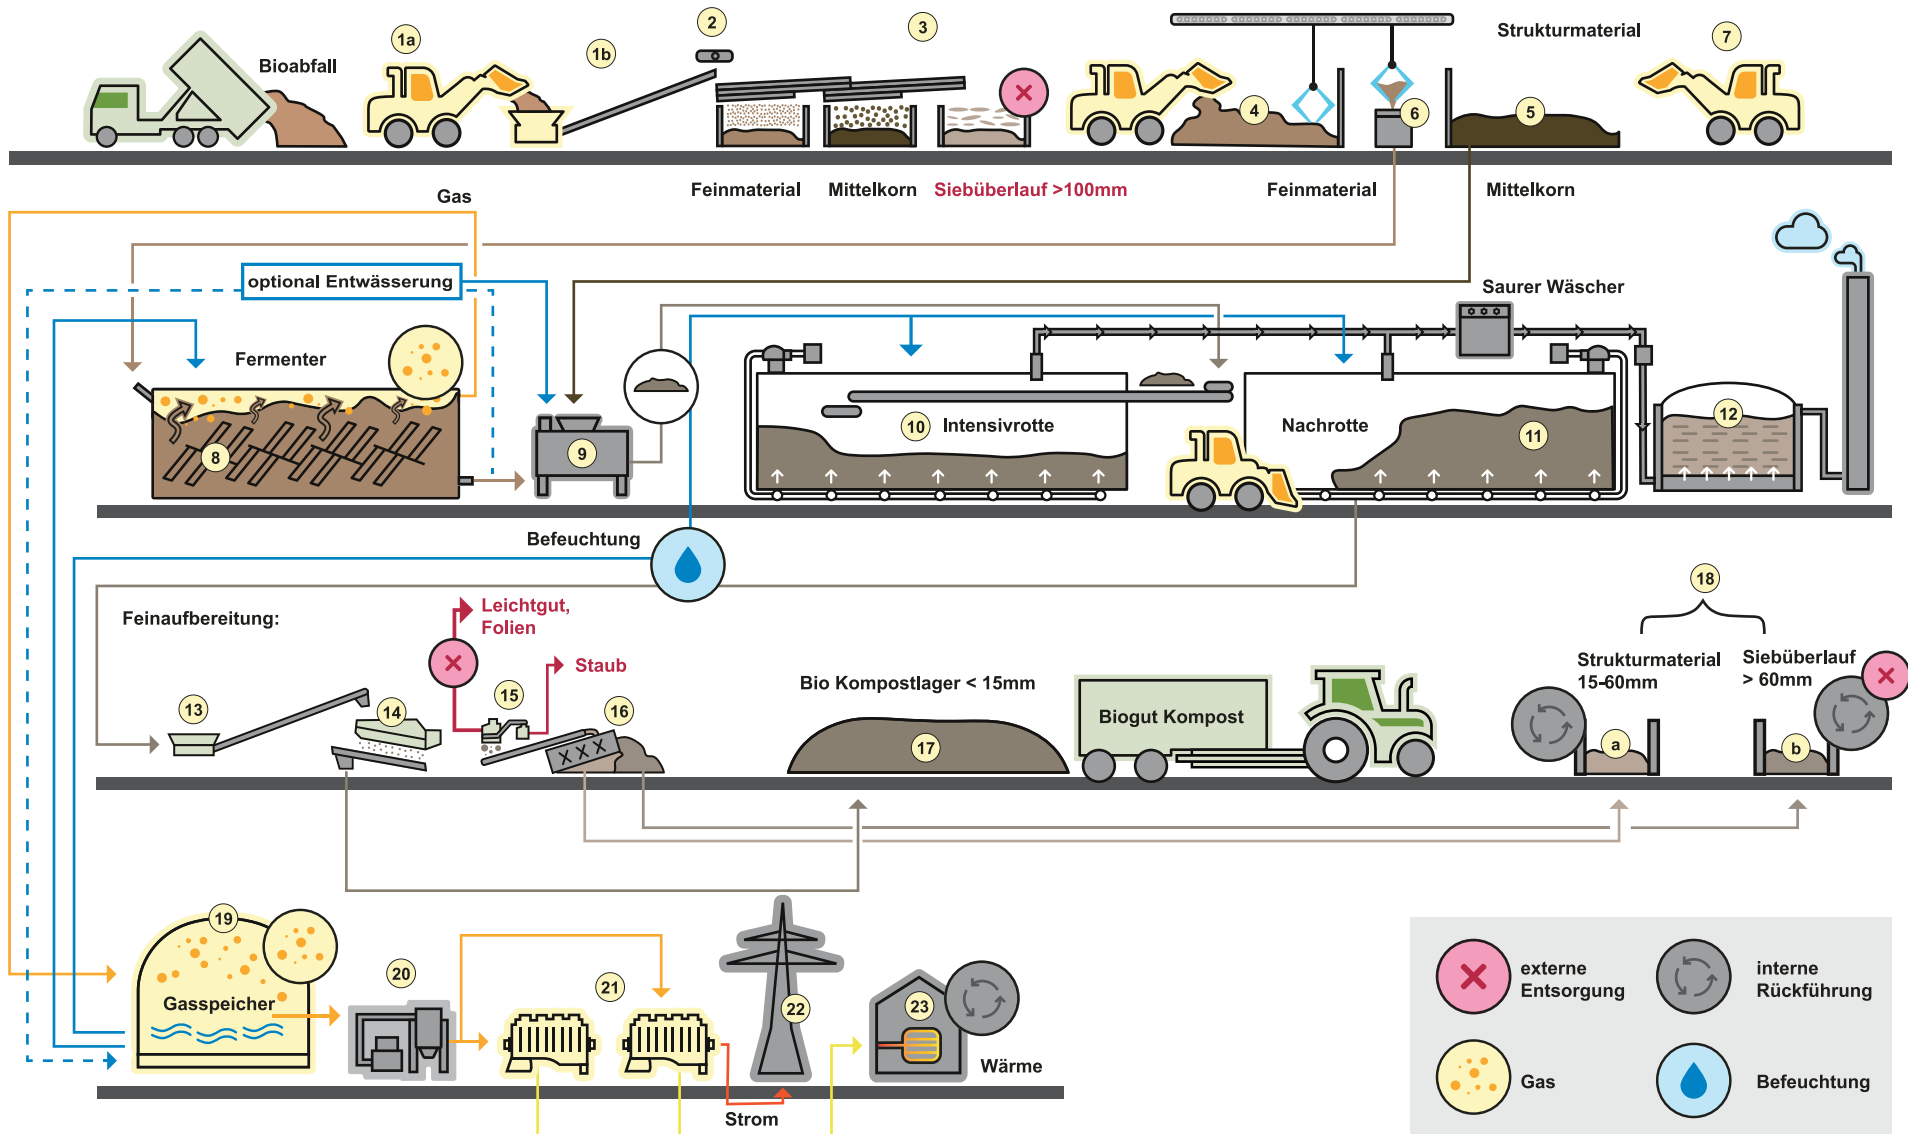 1a
1b
2
3
7
Bioabfall
Strukturmaterial
4
6
5
Feinmaterial
Mittelkorn
Siebüberlauf >100mm
Feinmaterial
Mittelkorn
Gas
optional Entwässerung
Saurer Wäscher
Fermenter
8
9
10
Intensivrotte
Nachrotte
11
12
Befeuchtung
18
Feinaufbereitung:
Leichtgut,
Folien
Staub
Strukturmaterial
15-60mm
Siebüberlauf
> 60mm
13
14
15
16
Bio Kompostlager < 15mm
17
Biogut Kompost
a
b
19
Gasspeicher
20
21
22
23
Wärme
Strom
externe
Entsorgung
interne
Rückführung
Gas
Befeuchtung